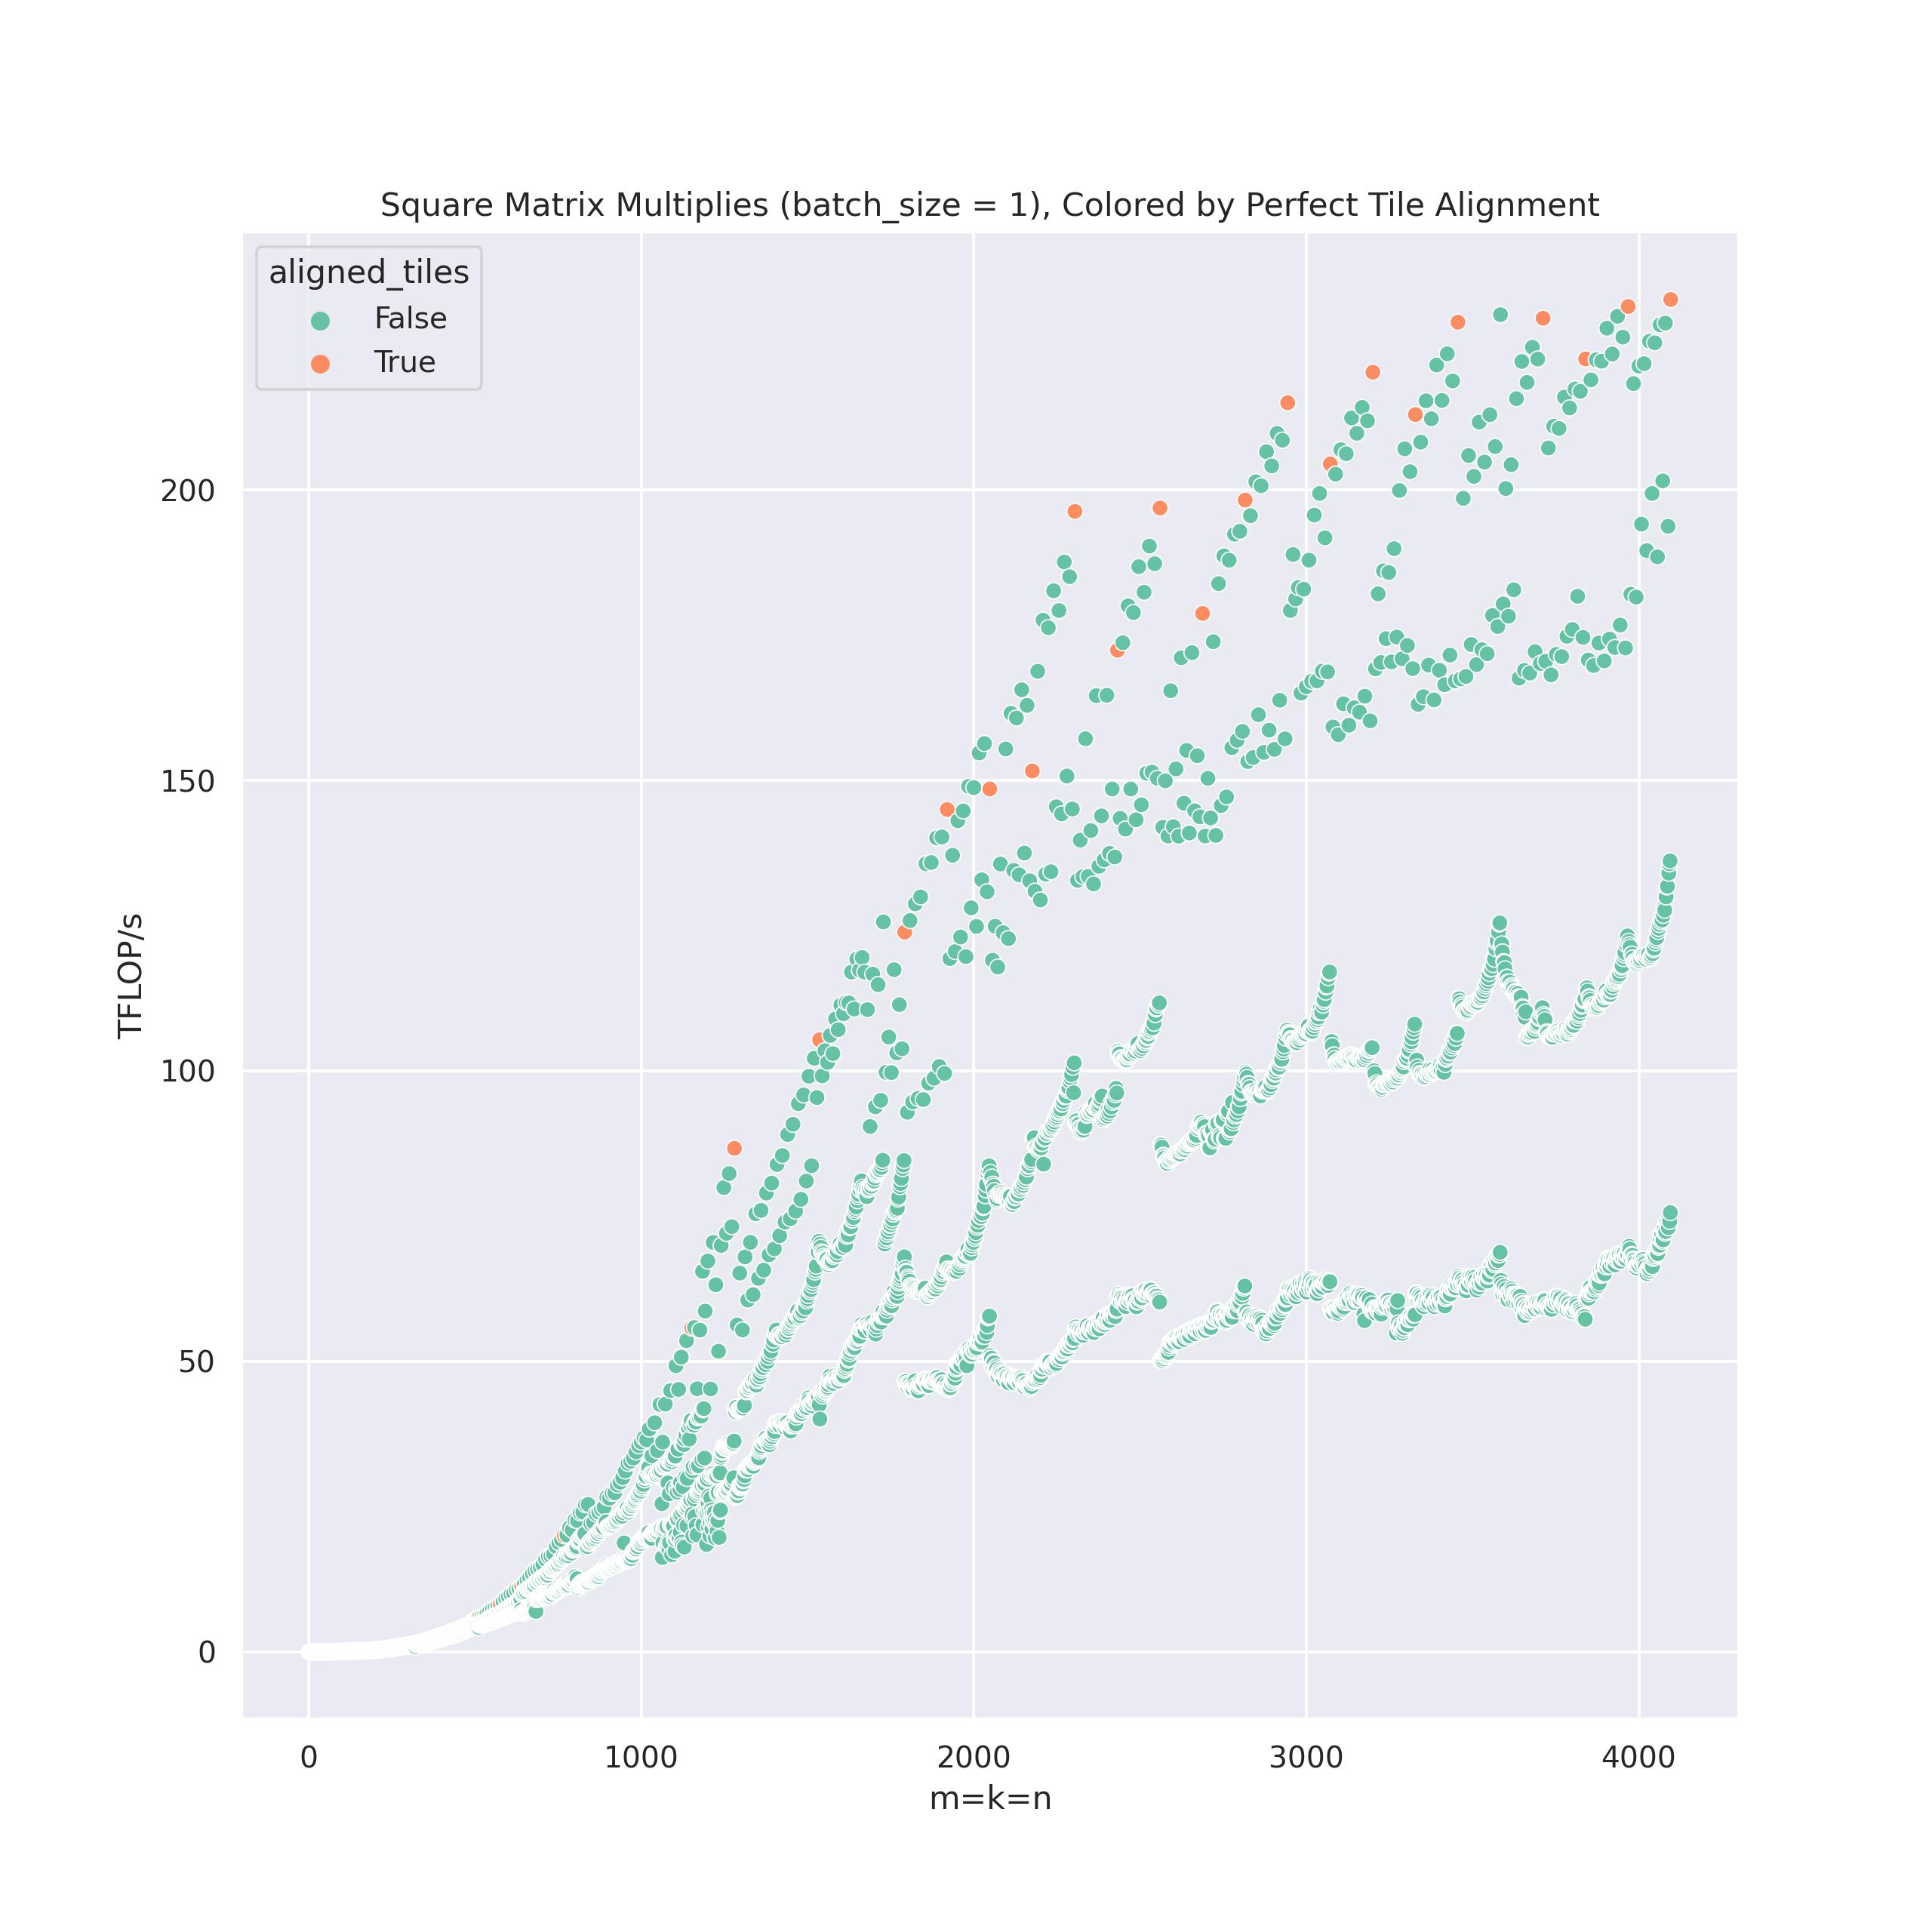 Square Matrix Multiplies (batch_size = 1), Colored by Perfect Tile Alignment
aligned_tiles
False
True
200
150
100
50
0
TFLOP/s
0 1000 2000 3000 4000
m=k=n